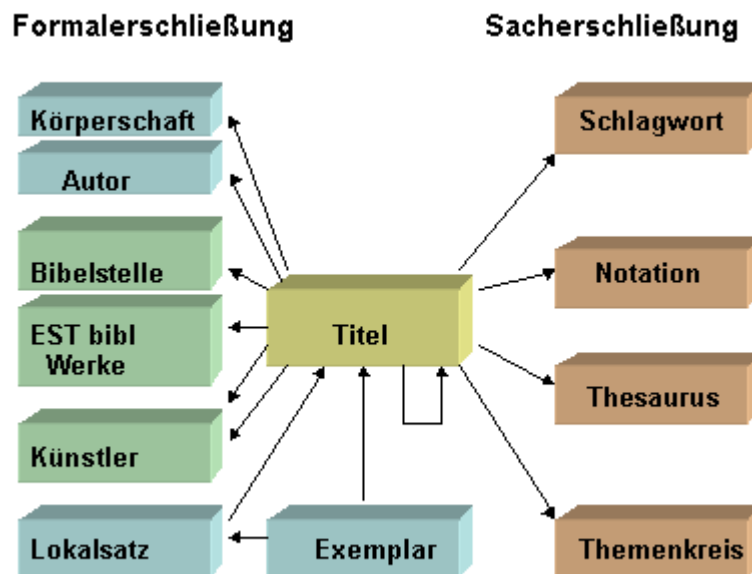 Formalerschließung
Sacherschließung
Körperschaft
Autor
Bibelstelle
EST bibl
Werke
Künstler
Lokalsatz
Titel
Exemplar
Schlagwort
Notation
Thesaurus
Themenkreis